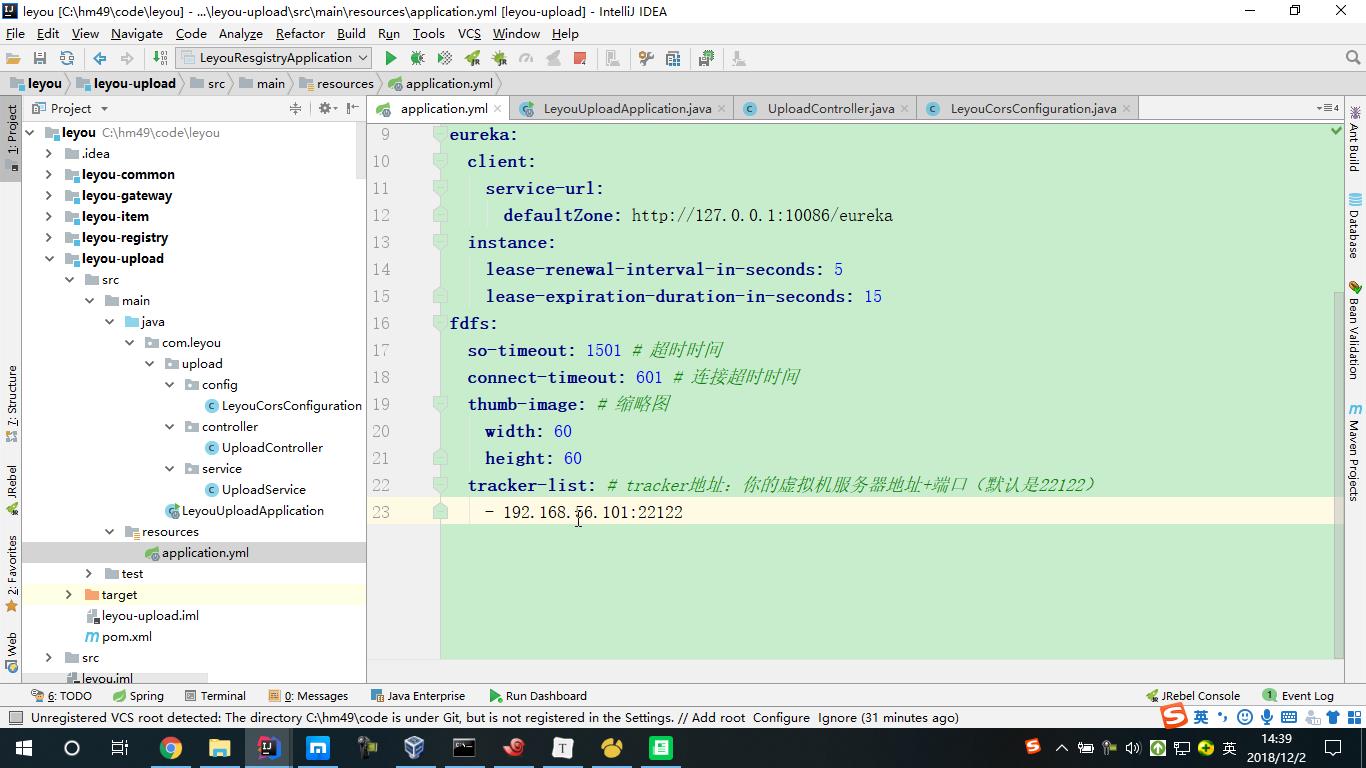 leyou [C:\hm49\code\leyou] - ...\leyou-upload\src\main\resources\application.yml [leyou-upload] - IntelliJ IDEA
File Edit View Navigate Code Analyze Refactor Build Run Tools VCS Window Help
LeyouResgistryApplication
leyou leyou-upload src main resources application.yml
Project
application.yml LeyouUploadApplication.java UploadController.java LeyouCorsConfiguration.java
4
1: Project
7: Structure
JRebel
2: Favorites
Web
leyou C:\hm49\code\leyou
.idea
leyou-common
leyou-gateway
leyou-item
leyou-registry
leyou-upload
src
main
java
com.leyou
upload
config
LeyouCorsConfiguration
controller
UploadController
service
UploadService
LeyouUploadApplication
resources
application.yml
test
target
leyou-upload.iml
pom.xml
src
leyou.iml
9 eureka:
10 client:
11 service-url:
12 defaultZone: http://127.0.0.1:10086/eureka
13 instance:
14 lease-renewal-interval-in-seconds: 5
15 lease-expiration-duration-in-seconds: 15
16 fdfs:
17 so-timeout: 1501 # 超时时间
18 connect-timeout: 601 # 连接超时时间
19 thumb-image: # 缩略图
20 width: 60
21 height: 60
22 tracker-list: # tracker地址：你的虚拟机服务器地址+端口（默认是22122）
23 - 192.168.56.101:22122
Ant Build
Database
Bean Validation
Maven Projects
6: TODO Spring Terminal 0: Messages Java Enterprise Run Dashboard JRebel Console 1 Event Log
Unregistered VCS root detected: The directory C:\hm49\code is under Git, but is not registered in the Settings. // Add root Configure Ignore (31 minutes ago)
英
英
14:39
2018/12/2